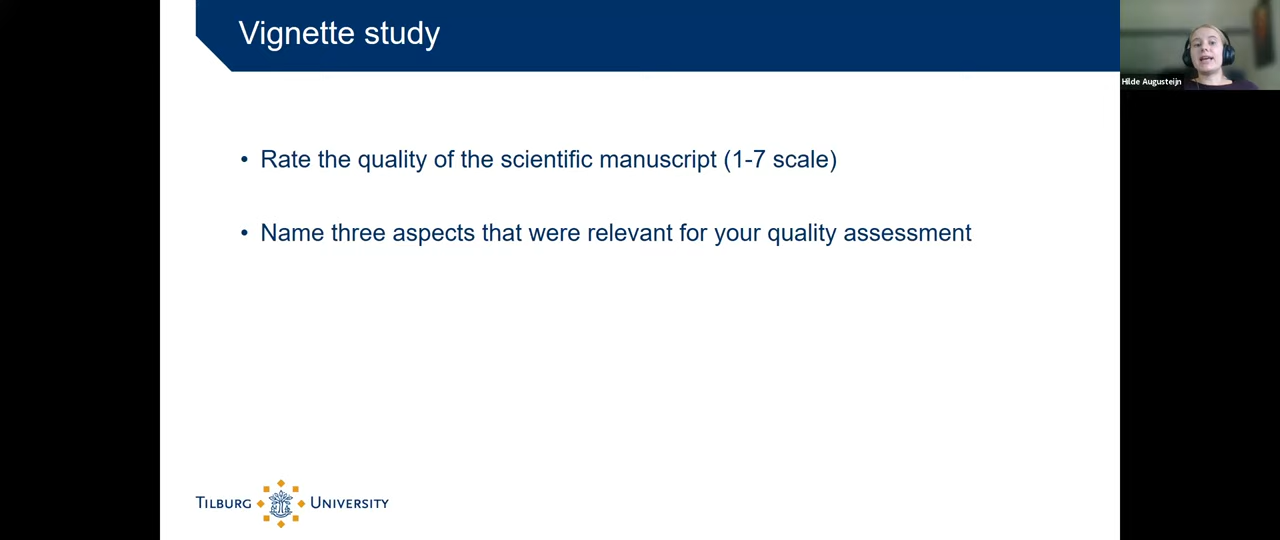 Vignette study
Hilde Augusteijn
• Rate the quality of the scientific manuscript (1-7 scale)
• Name three aspects that were relevant for your quality assessment
TILBURG UNIVERSITY